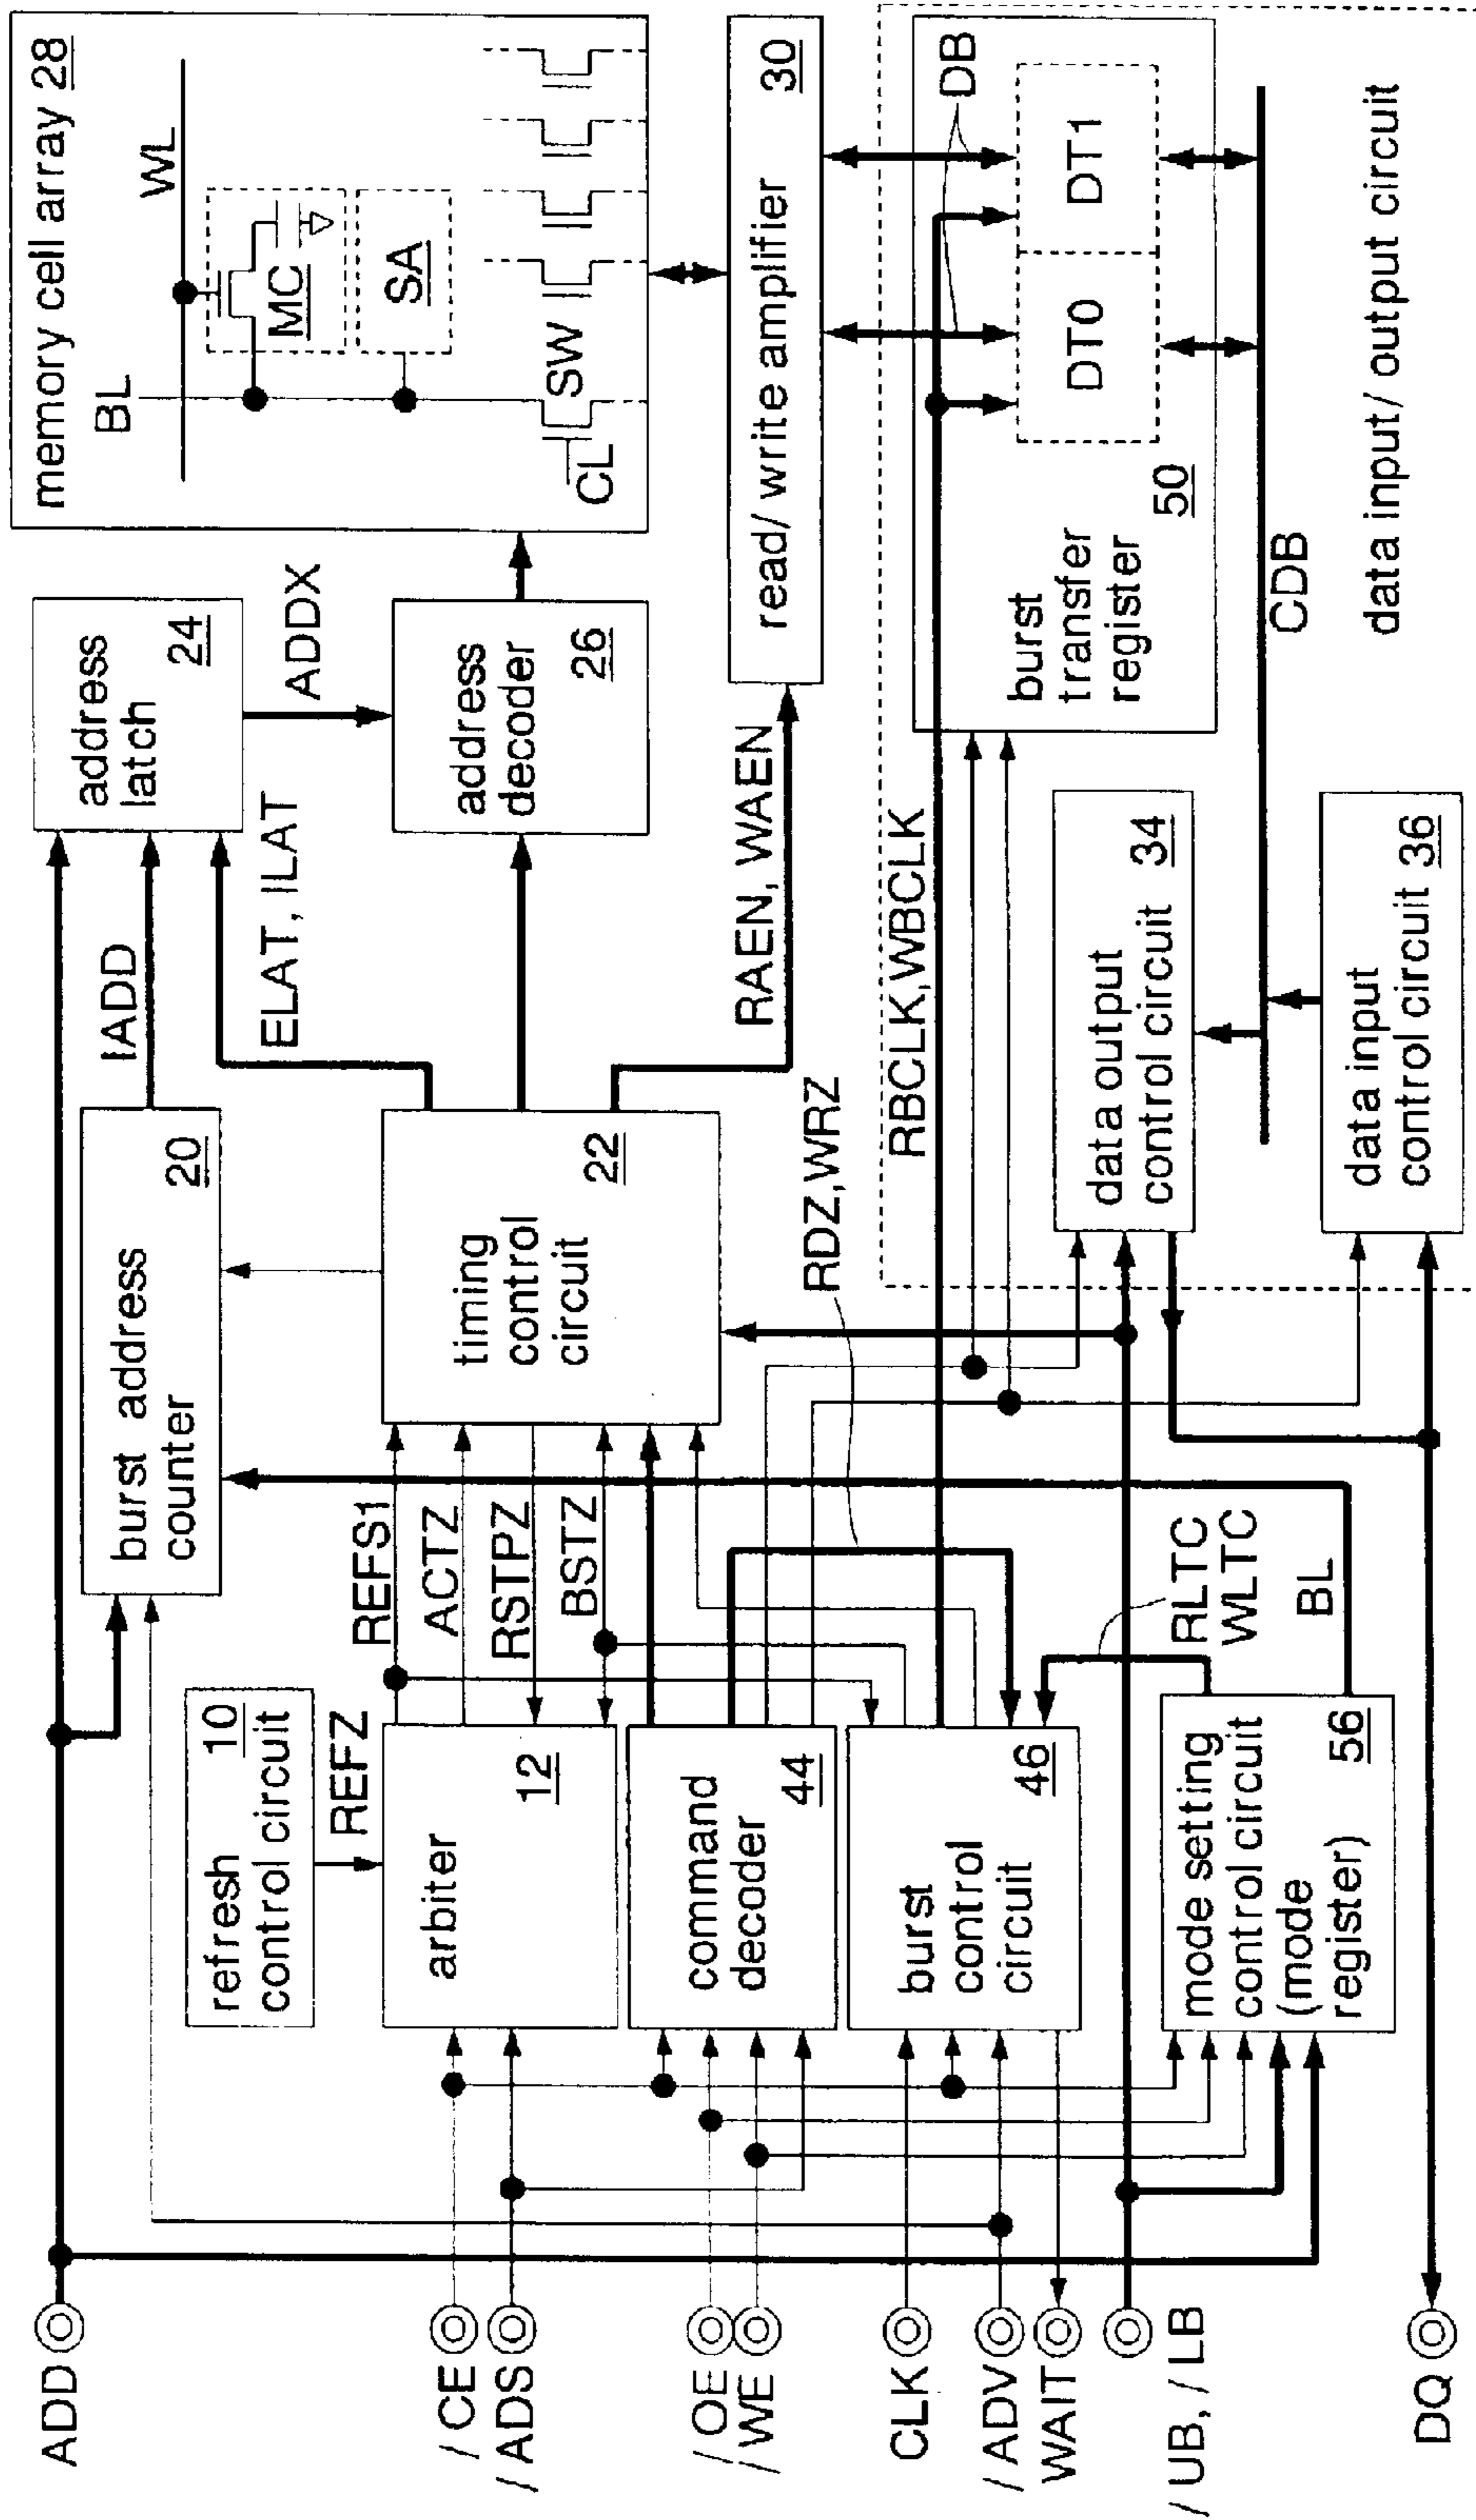 ADD
/ CE
/ ADS
/ OE
/ WE
CLK
/ ADV
WAIT
/ UB, / LB
DQ
refresh 10
control circuit
REFZ
arbiter
12
command
decoder
44
burst
control
circuit
46
mode setting
control circuit
(mode
register) 56
REFS1
ACTZ
RSTPZ
BSTZ
RLTC
WLTC
BL
burst address
counter
20
timing
control
circuit
22
RDZ,WRZ
IADD
ELAT, ILAT
RAEN, WAEN
RBCLK,WBCLK
address
latch
24
ADDX
address
decoder
26
data output
control circuit 34
data input
control circuit 36
memory cell array 28
BL
WL
MC
SA
SW
CL
read/ write amplifier 30
burst
transfer
register
50
DT0
DT1
DB
CDB
data input/ output circuit